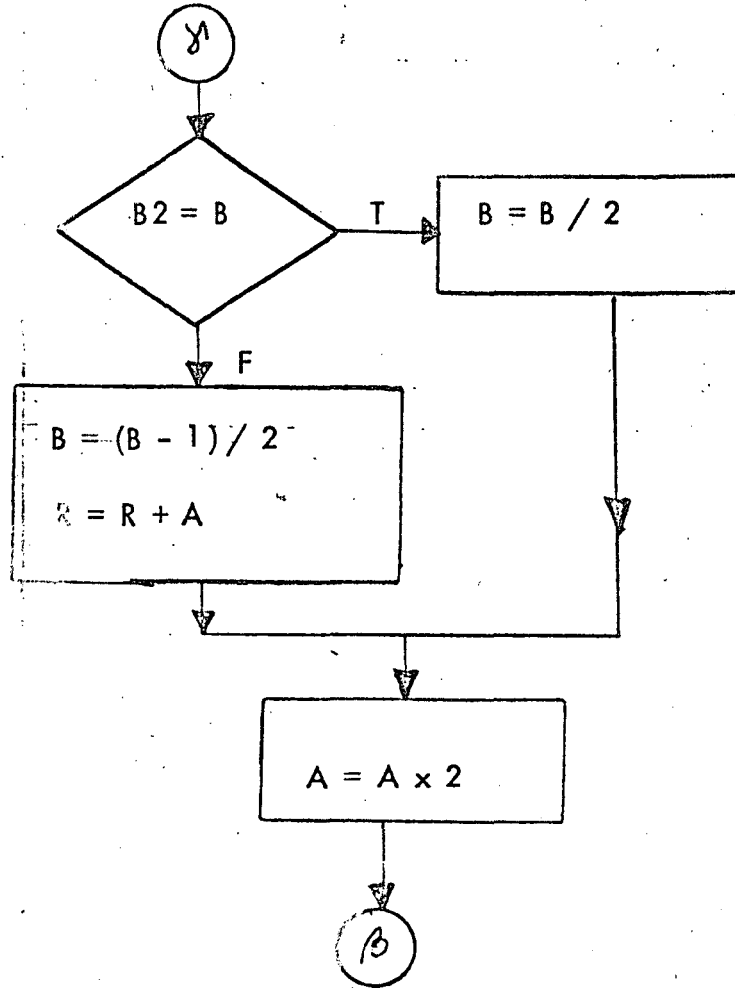 γ
B2 = B
T
B = B / 2
F
B = (B - 1) / 2
R = R + A
A = A x 2
β